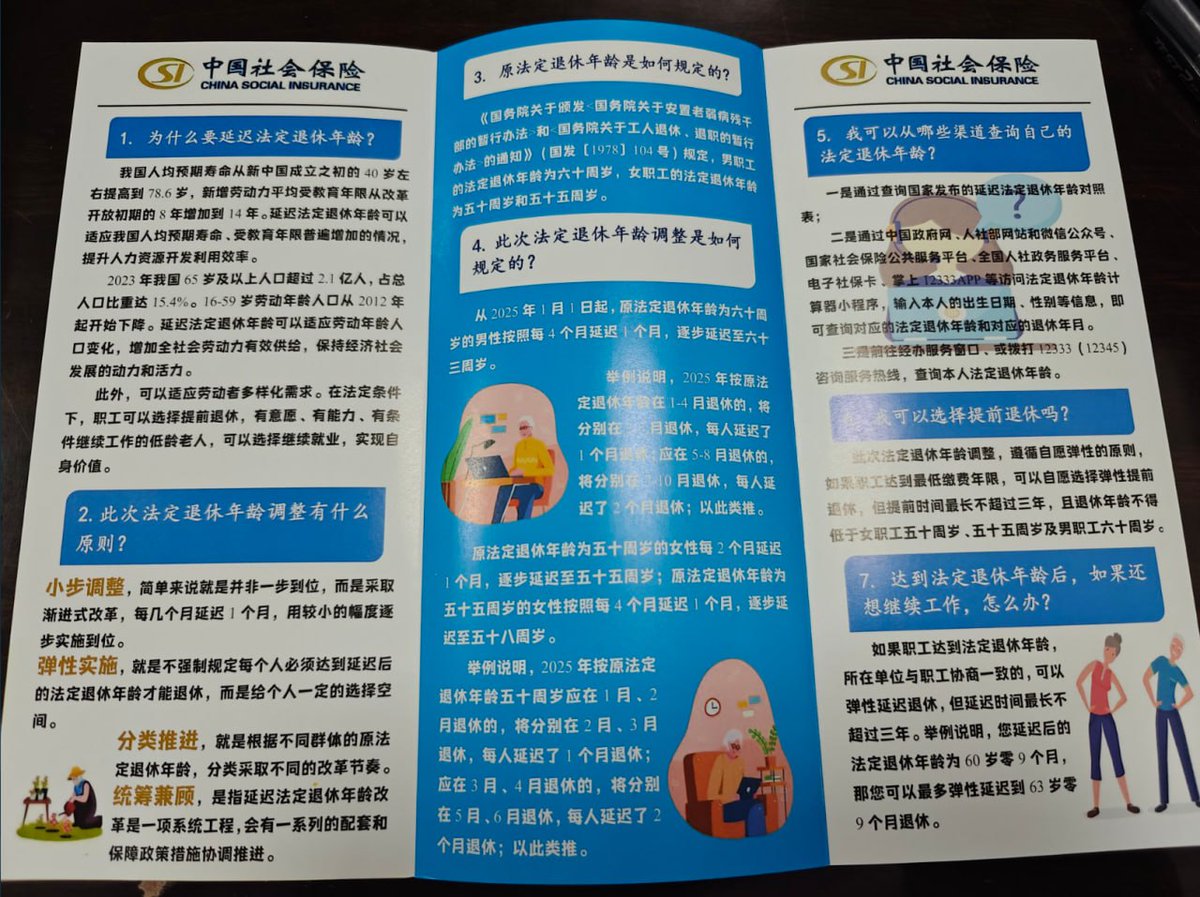 中国社会保险
CHINA SOCIAL INSURANCE
1. 为什么要延迟法定退休年龄？
我国人均预期寿命从新中国成立之初的 40 岁左
右提高到 78.6 岁，新增劳动力平均受教育年限从改革
开放初期的 8 年增加到 14 年。延迟法定退休年龄可以
适应我国人均预期寿命、受教育年限普遍增加的情况，
提升人力资源开发利用效率。
2023 年我国 65 岁及以上人口超过 2.1 亿人，占总
人口比重达 15.4%。16-59 岁劳动年龄人口从 2012 年
起开始下降。延迟法定退休年龄可以适应劳动年龄人
口变化，增加全社会劳动力有效供给，保持经济社会
发展的动力和活力。
此外，可以适应劳动者多样化需求。在法定条件
下，职工可以选择提前退休，有意愿、有能力、有条
件继续工作的低龄老人，可以选择继续就业，实现自
身价值。
2. 此次法定退休年龄调整有什么
原则？
小步调整，简单来说就是并非一步到位，而是采取
渐进式改革，每几个月延迟 1 个月，用较小的幅度逐
步实施到位。
弹性实施，就是不强制规定每个人必须达到延迟后
的法定退休年龄才能退休，而是给个人一定的选择空
间。
分类推进，就是根据不同群体的原法
定退休年龄，分类采取不同的改革节奏。
统筹兼顾，是指延迟法定退休年龄改
革是一项系统工程，会有一系列的配套和
保障政策措施协调推进。
3. 原法定退休年龄是如何规定的？
《国务院关于颁发<国务院关于安置老弱病残干
部的暂行办法>和<国务院关于工人退休、退职的暂行
办法>的通知》（国发［1978］104 号）规定，男职工
的法定退休年龄为六十周岁，女职工的法定退休年龄
为五十周岁和五十五周岁。
4. 此次法定退休年龄调整是如何
规定的？
从 2025 年 1 月 1 日起，原法定退休年龄为六十周
岁的男性按照每 4 个月延迟 1 个月，逐步延迟至六十
三周岁。
举例说明，2025 年按原法
定退休年龄在 1-4 月退休的，将
分别在 月退休，每人延迟了
1 个月退休；应在 5-8 月退休的，
将分别在 -10 月退休，每人延
迟了 2 个月退休；以此类推。
原法定退休年龄为五十周岁的女性每 2 个月延迟
1 个月，逐步延迟至五十五周岁；原法定退休年龄为
五十五周岁的女性按照每 4 个月延迟 1 个月，逐步延
迟至五十八周岁。
举例说明，2025 年按原法定
退休年龄五十周岁应在 1 月、2
月退休的，将分别在 2 月、3 月
退休，每人延迟了 1 个月退休；
应在 3 月、4 月退休的，将分别
在 5 月、6 月退休，每人延迟了 2
个月退休；以此类推。
中国社会保险
CHINA SOCIAL INSURANCE
5. 我可以从哪些渠道查询自己的
法定退休年龄？
一是通过查询国家发布的延迟法定退休年龄对照
表；
二是通过中国政府网、人社部网站和微信公众号、
国家社会保险公共服务平台、全国人社政务服务平台、
电子社保卡、掌上 12333APP 等访问法定退休年龄计
算器小程序，输入本人的出生日期、性别等信息，即
可查询对应的法定退休年龄和对应的退休年月。
三是前往经办服务窗口、或拨打 12333（12345）
咨询服务热线，查询本人法定退休年龄。
我可以选择提前退休吗？
此次法定退休年龄调整，遵循自愿弹性的原则，
如果职工达到最低缴费年限，可以自愿选择弹性提前
退休，但提前时间最长不超过三年，且退休年龄不得
低于女职工五十周岁、五十五周岁及男职工六十周岁。
7. 达到法定退休年龄后，如果还
想继续工作，怎么办？
如果职工达到法定退休年龄，
所在单位与职工协商一致的，可以
弹性延迟退休，但延迟时间最长不
超过三年。举例说明，您延迟后的
法定退休年龄为 60 岁零 9 个月，
那您可以最多弹性延迟到 63 岁零
9 个月退休。